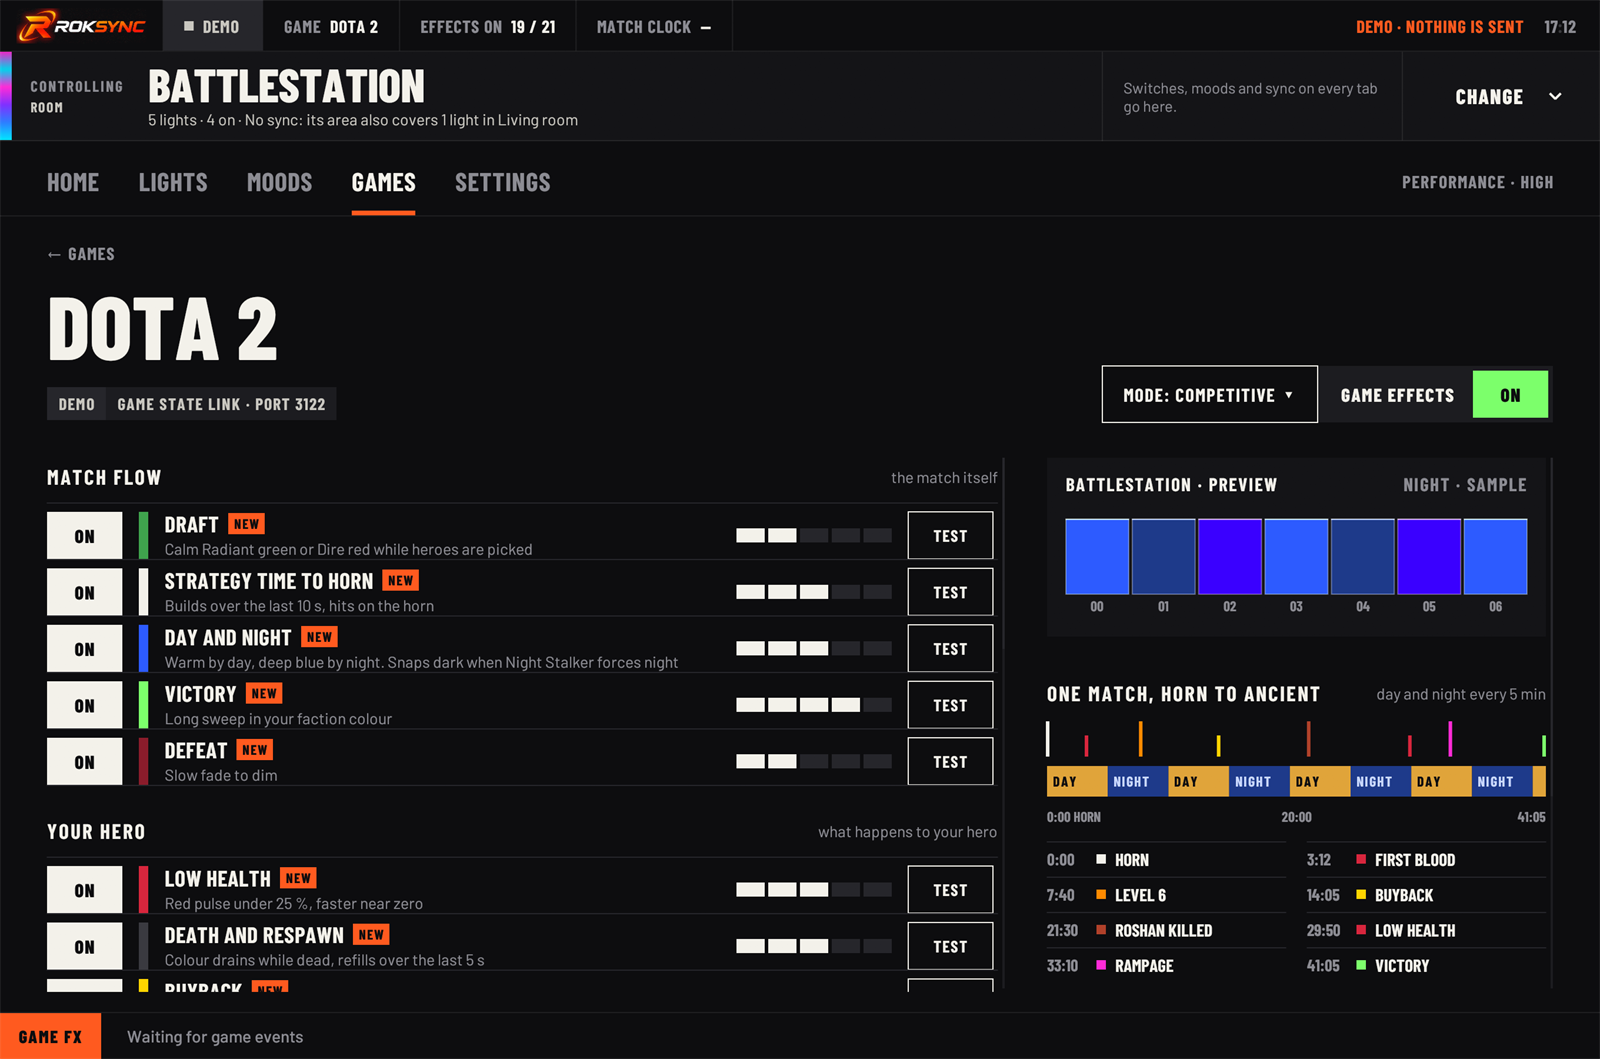 ROKSYNC DEMO GAME DOTA 2 EFFECTS ON 19 / 21 MATCH CLOCK – DEMO · NOTHING IS SENT 17:12
CONTROLLING
ROOM
BATTLESTATION
5 lights · 4 on · No sync: its area also covers 1 light in Living room
Switches, moods and sync on every tab
go here.
CHANGE
HOME LIGHTS MOODS GAMES SETTINGS PERFORMANCE · HIGH
← GAMES
DOTA 2
DEMO GAME STATE LINK · PORT 3122
MODE: COMPETITIVE ▼ GAME EFFECTS ON
MATCH FLOW the match itself
ON DRAFT NEW TEST
Calm Radiant green or Dire red while heroes are picked
ON STRATEGY TIME TO HORN NEW TEST
Builds over the last 10 s, hits on the horn
ON DAY AND NIGHT NEW TEST
Warm by day, deep blue by night. Snaps dark when Night Stalker forces night
ON VICTORY NEW TEST
Long sweep in your faction colour
ON DEFEAT NEW TEST
Slow fade to dim
YOUR HERO what happens to your hero
ON LOW HEALTH NEW TEST
Red pulse under 25 %, faster near zero
ON DEATH AND RESPAWN NEW TEST
Colour drains while dead, refills over the last 5 s
BUYBACK NEW
BATTLESTATION · PREVIEW NIGHT · SAMPLE
00 01 02 03 04 05 06
ONE MATCH, HORN TO ANCIENT day and night every 5 min
DAY NIGHT DAY NIGHT DAY NIGHT DAY NIGHT
0:00 HORN 20:00 41:05
0:00 HORN 3:12 FIRST BLOOD
7:40 LEVEL 6 14:05 BUYBACK
21:30 ROSHAN KILLED 29:50 LOW HEALTH
33:10 RAMPAGE 41:05 VICTORY
GAME FX Waiting for game events